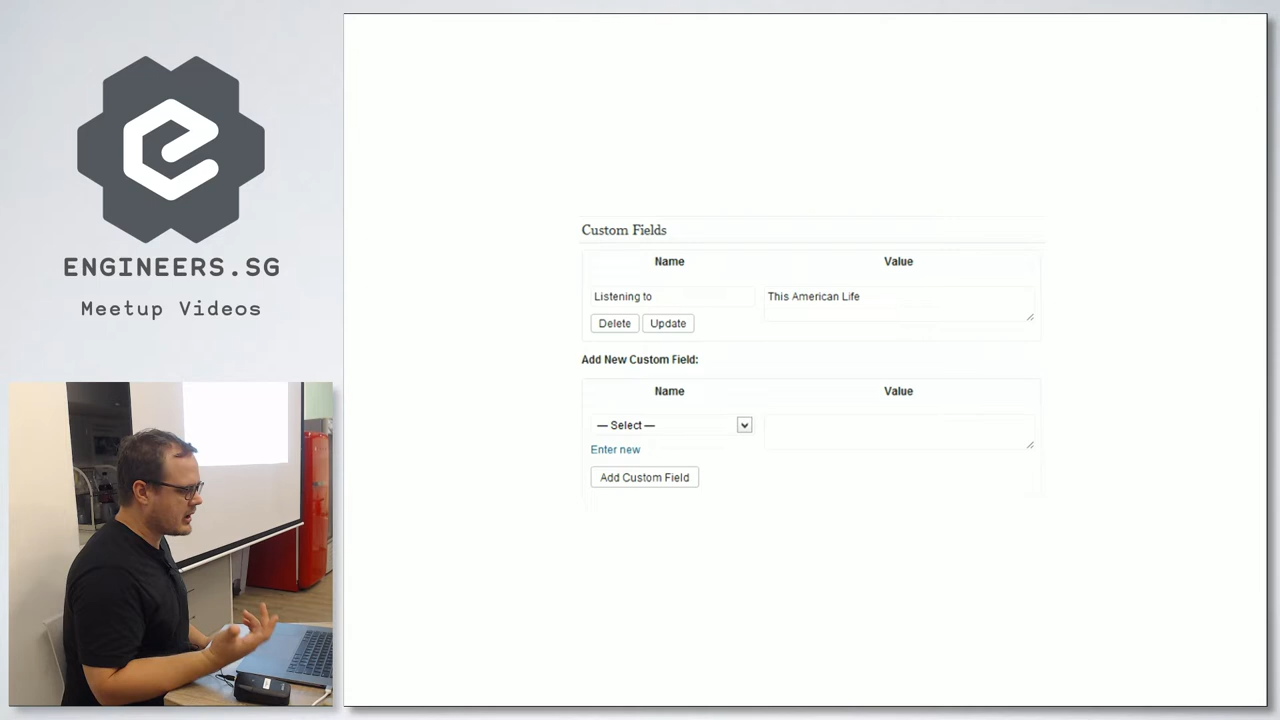 ENGINEERS.SG
Meetup Videos
Custom Fields
Name Value
Listening to This American Life
Delete Update
Add New Custom Field:
Name Value
— Select —
Enter new
Add Custom Field